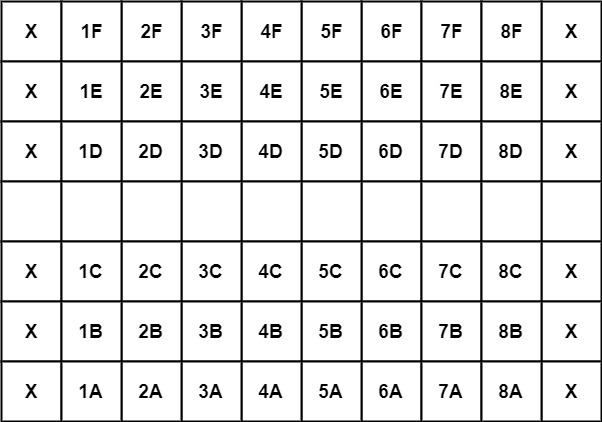 X 1F 2F 3F 4F 5F 6F 7F 8F X
X 1E 2E 3E 4E 5E 6E 7E 8E X
X 1D 2D 3D 4D 5D 6D 7D 8D X
X 1C 2C 3C 4C 5C 6C 7C 8C X
X 1B 2B 3B 4B 5B 6B 7B 8B X
X 1A 2A 3A 4A 5A 6A 7A 8A X